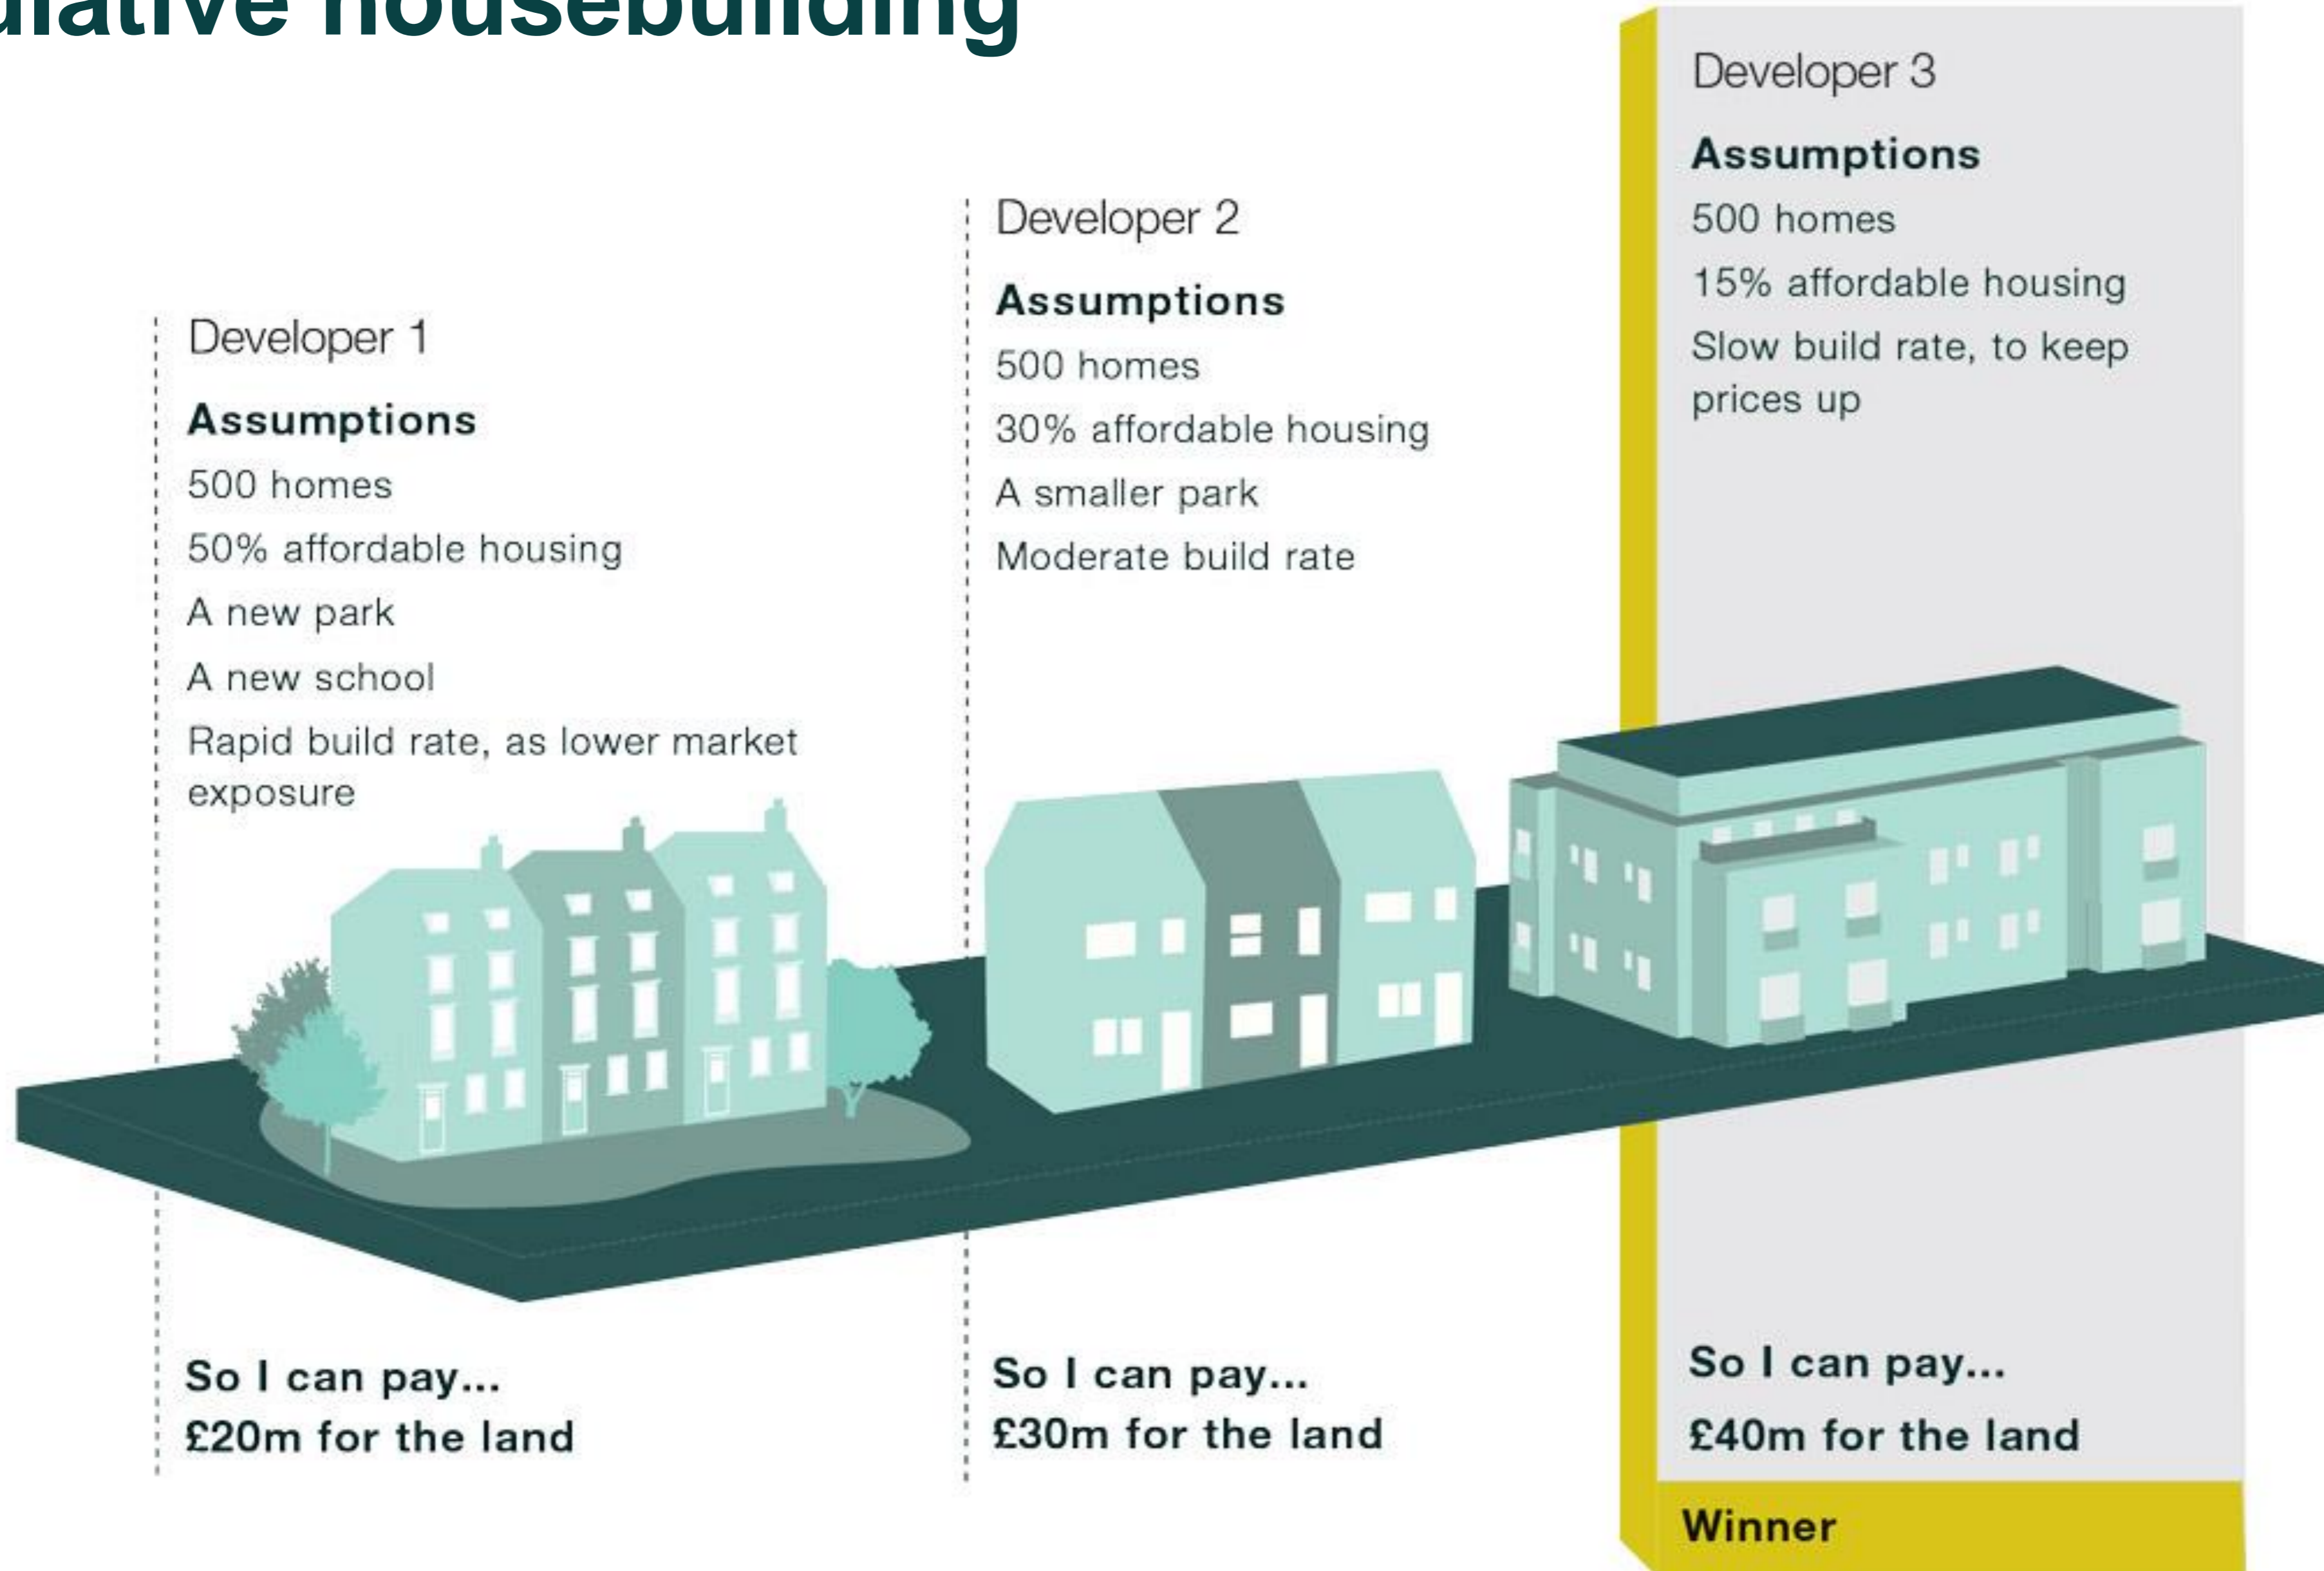 housebuilding
Developer 1
Assumptions
500 homes
50% affordable housing
A new park
A new school
Rapid build rate, as lower market
exposure
So I can pay...
£20m for the land
Developer 2
Assumptions
500 homes
30% affordable housing
A smaller park
Moderate build rate
So I can pay...
£30m for the land
Developer 3
Assumptions
500 homes
15% affordable housing
Slow build rate, to keep
prices up
So I can pay...
£40m for the land
Winner